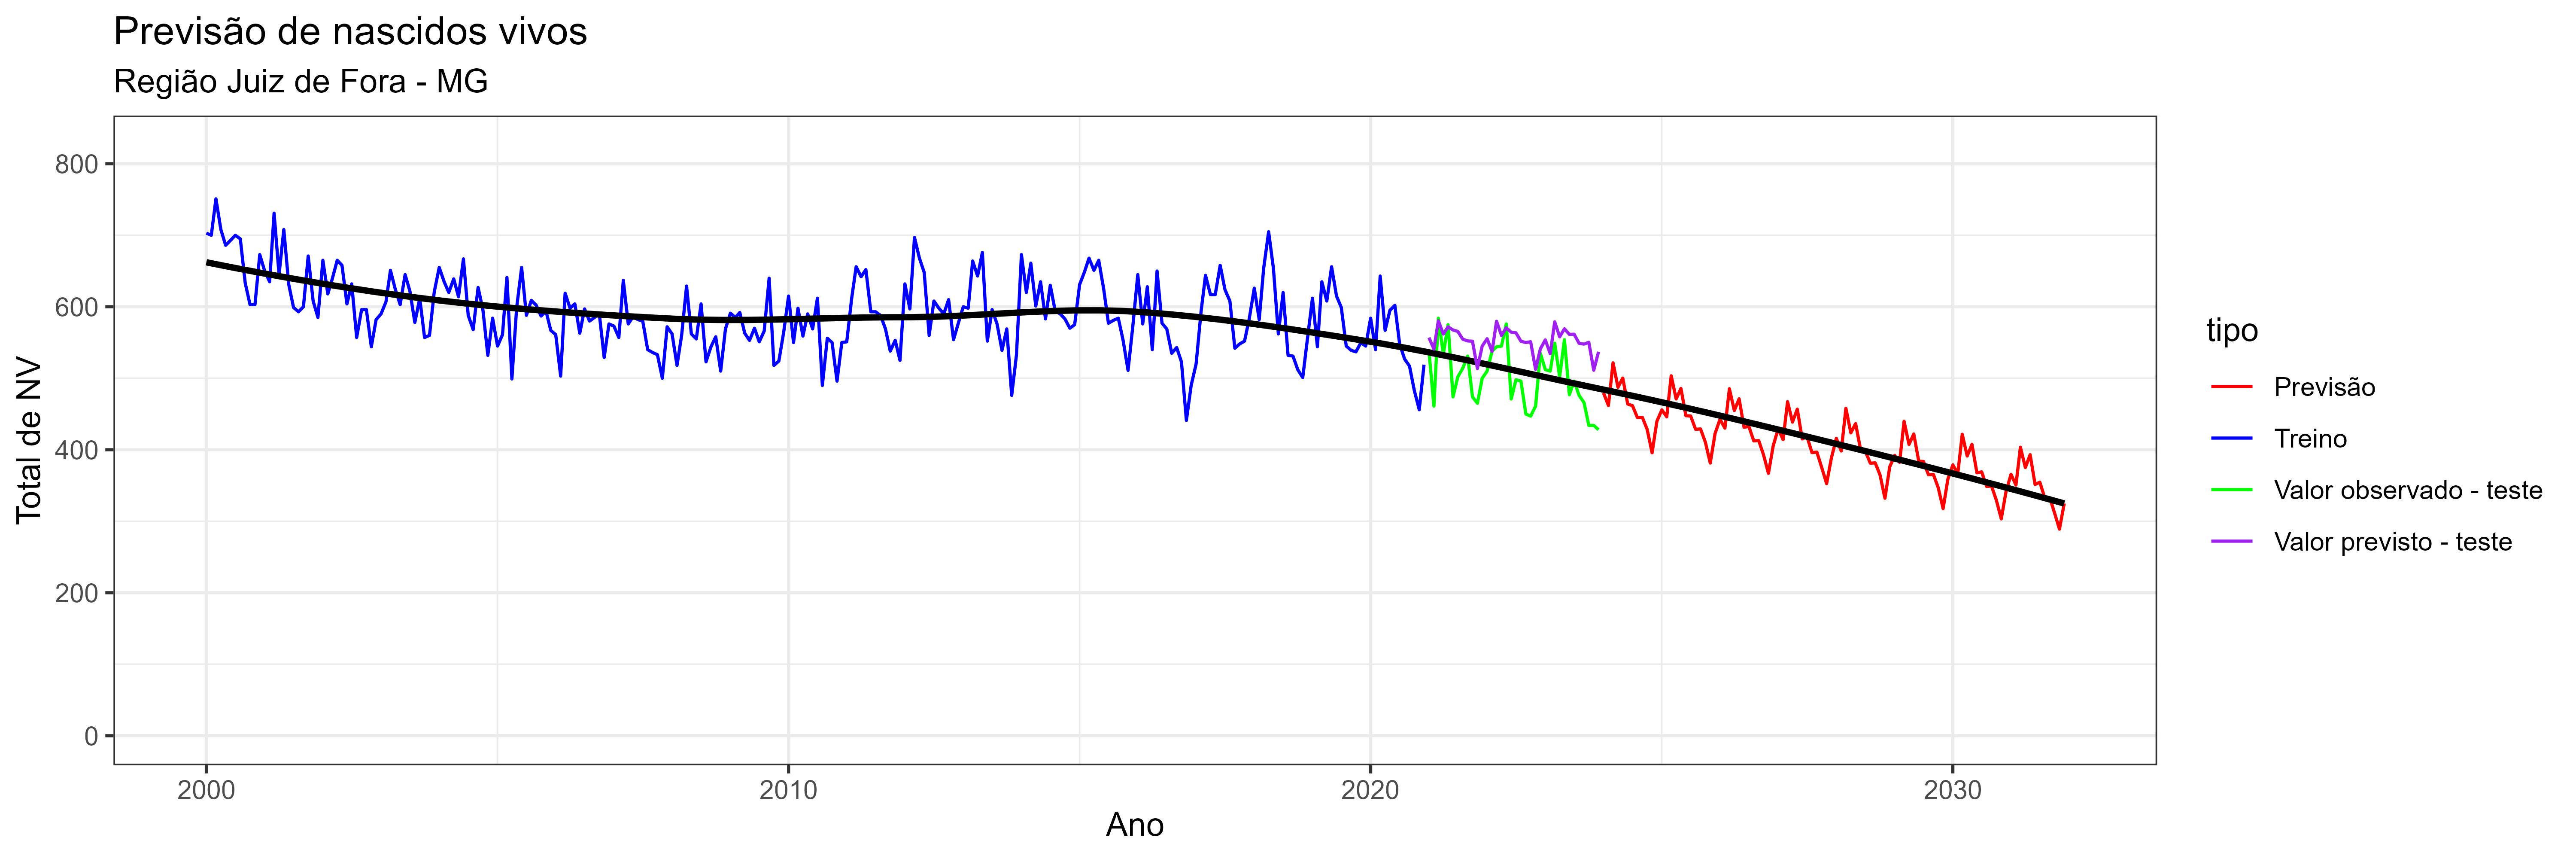 Previsão de nascidos vivos
Região Juiz de Fora - MG
800
600
400
200
0
Total de NV
2000
2010
2020
2030
Ano
tipo
Previsão
Treino
Valor observado - teste
Valor previsto - teste